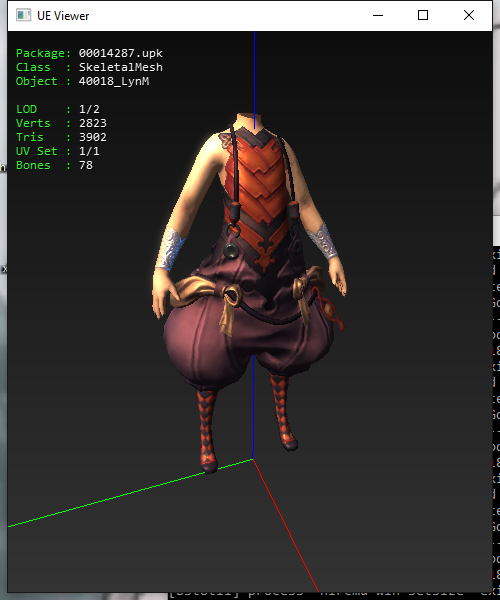 UE Viewer
Package: 00014287.upk
Class : SkeletalMesh
Object : 40018_LynM
LOD : 1/2
Verts : 2823
Tris : 3902
UV Set : 1/1
Bones : 78